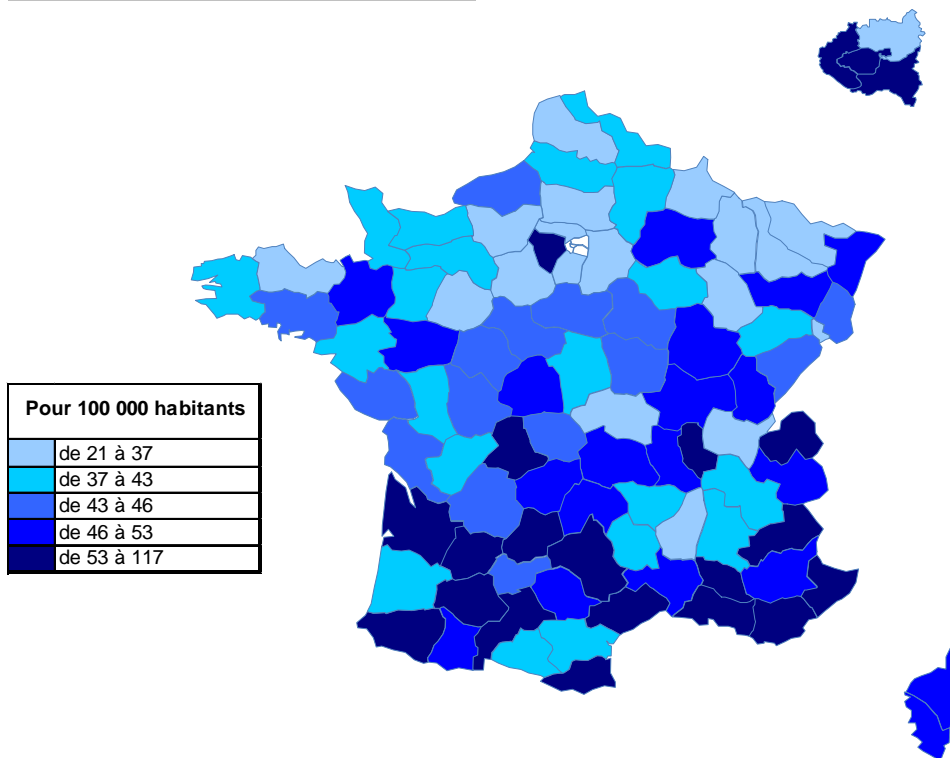 Pour 100 000 habitants
de 21 à 37
de 37 à 43
de 43 à 46
de 46 à 53
de 53 à 117